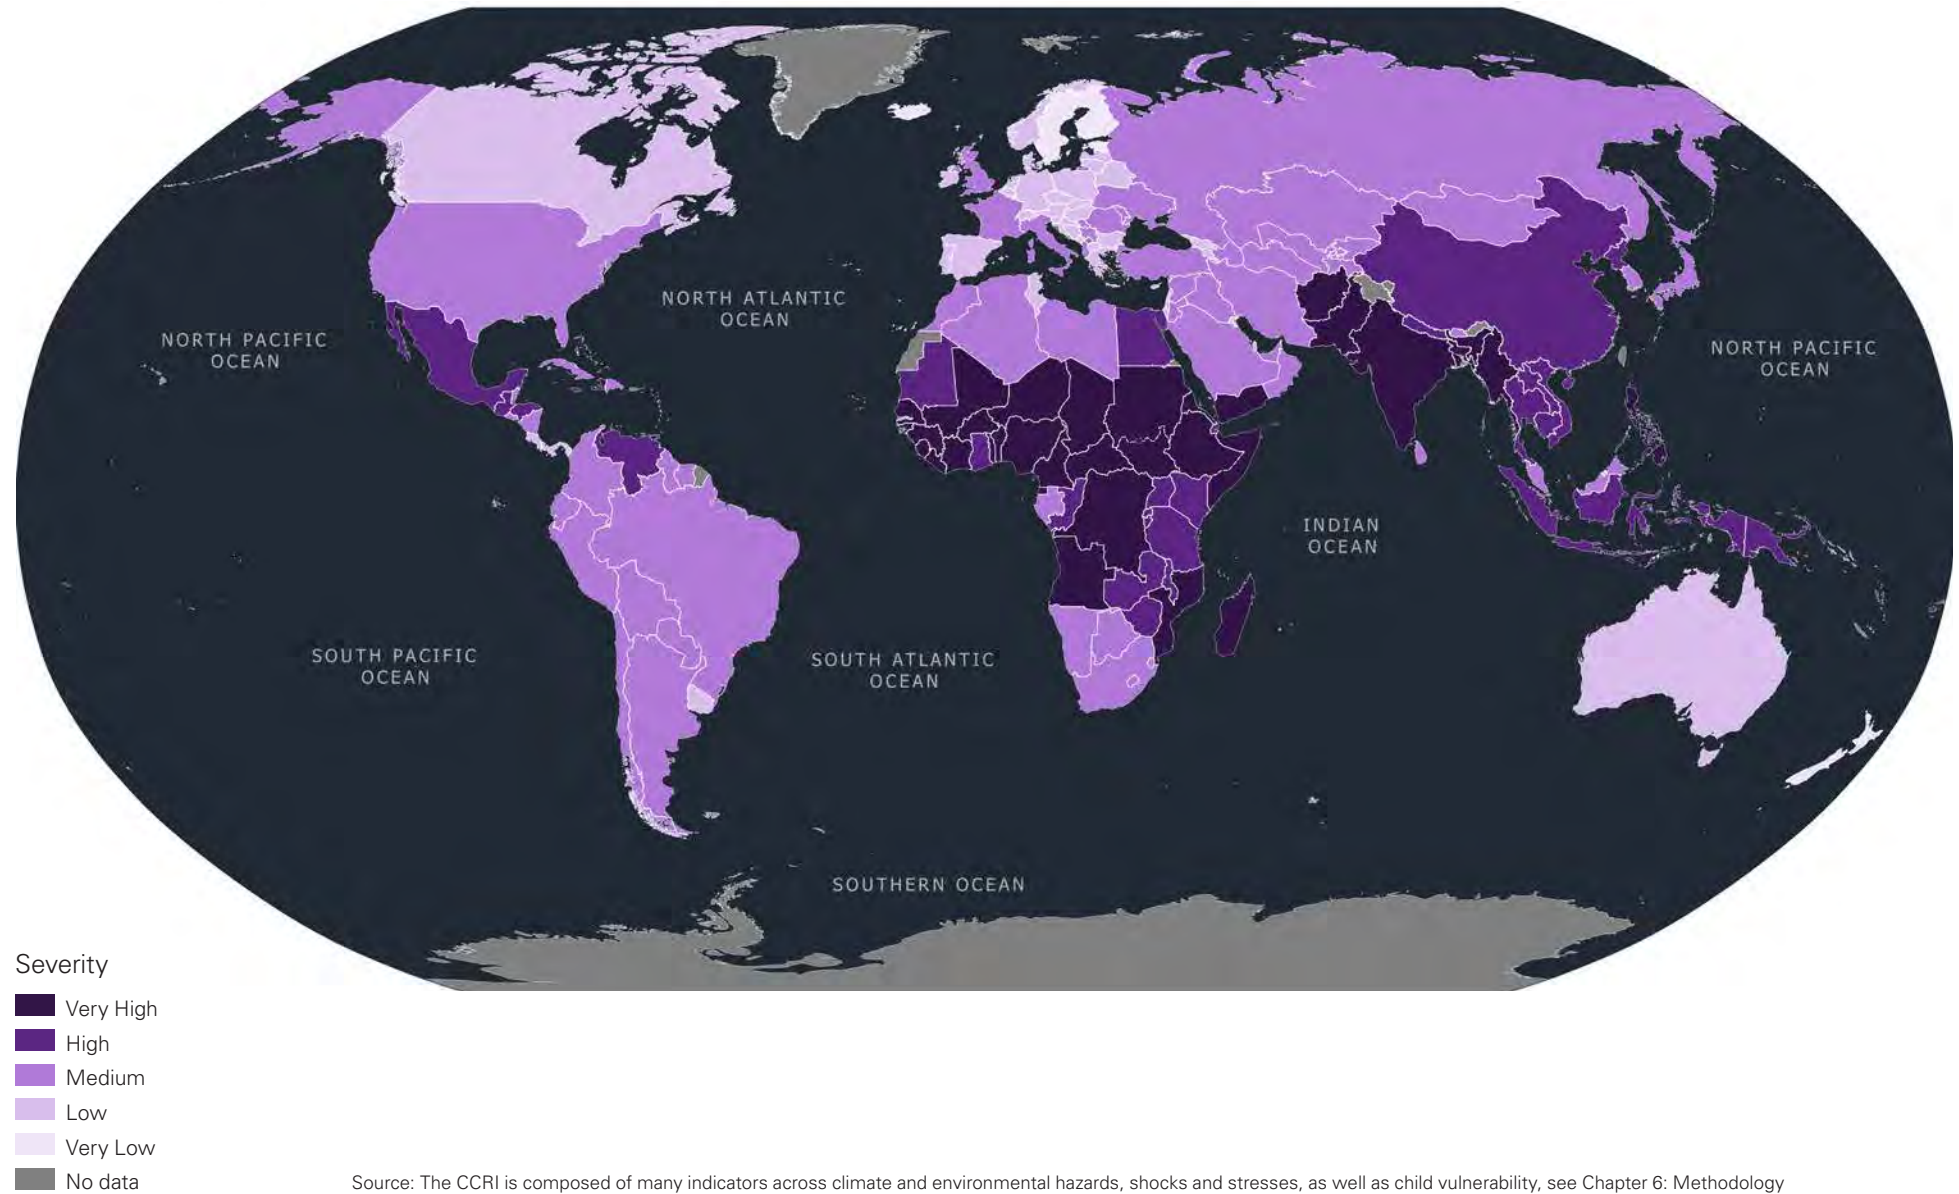 NORTH ATLANTIC
OCEAN
NORTH PACIFIC
OCEAN
NORTH PACIFIC
OCEAN
INDIAN
OCEAN
SOUTH PACIFIC
OCEAN
SOUTH ATLANTIC
OCEAN
SOUTHERN OCEAN
Severity
Very High
High
Medium
Low
Very Low
No data
Source: The CCRI is composed of many indicators across climate and environmental hazards, shocks and stresses, as well as child vulnerability, see Chapter 6: Methodology